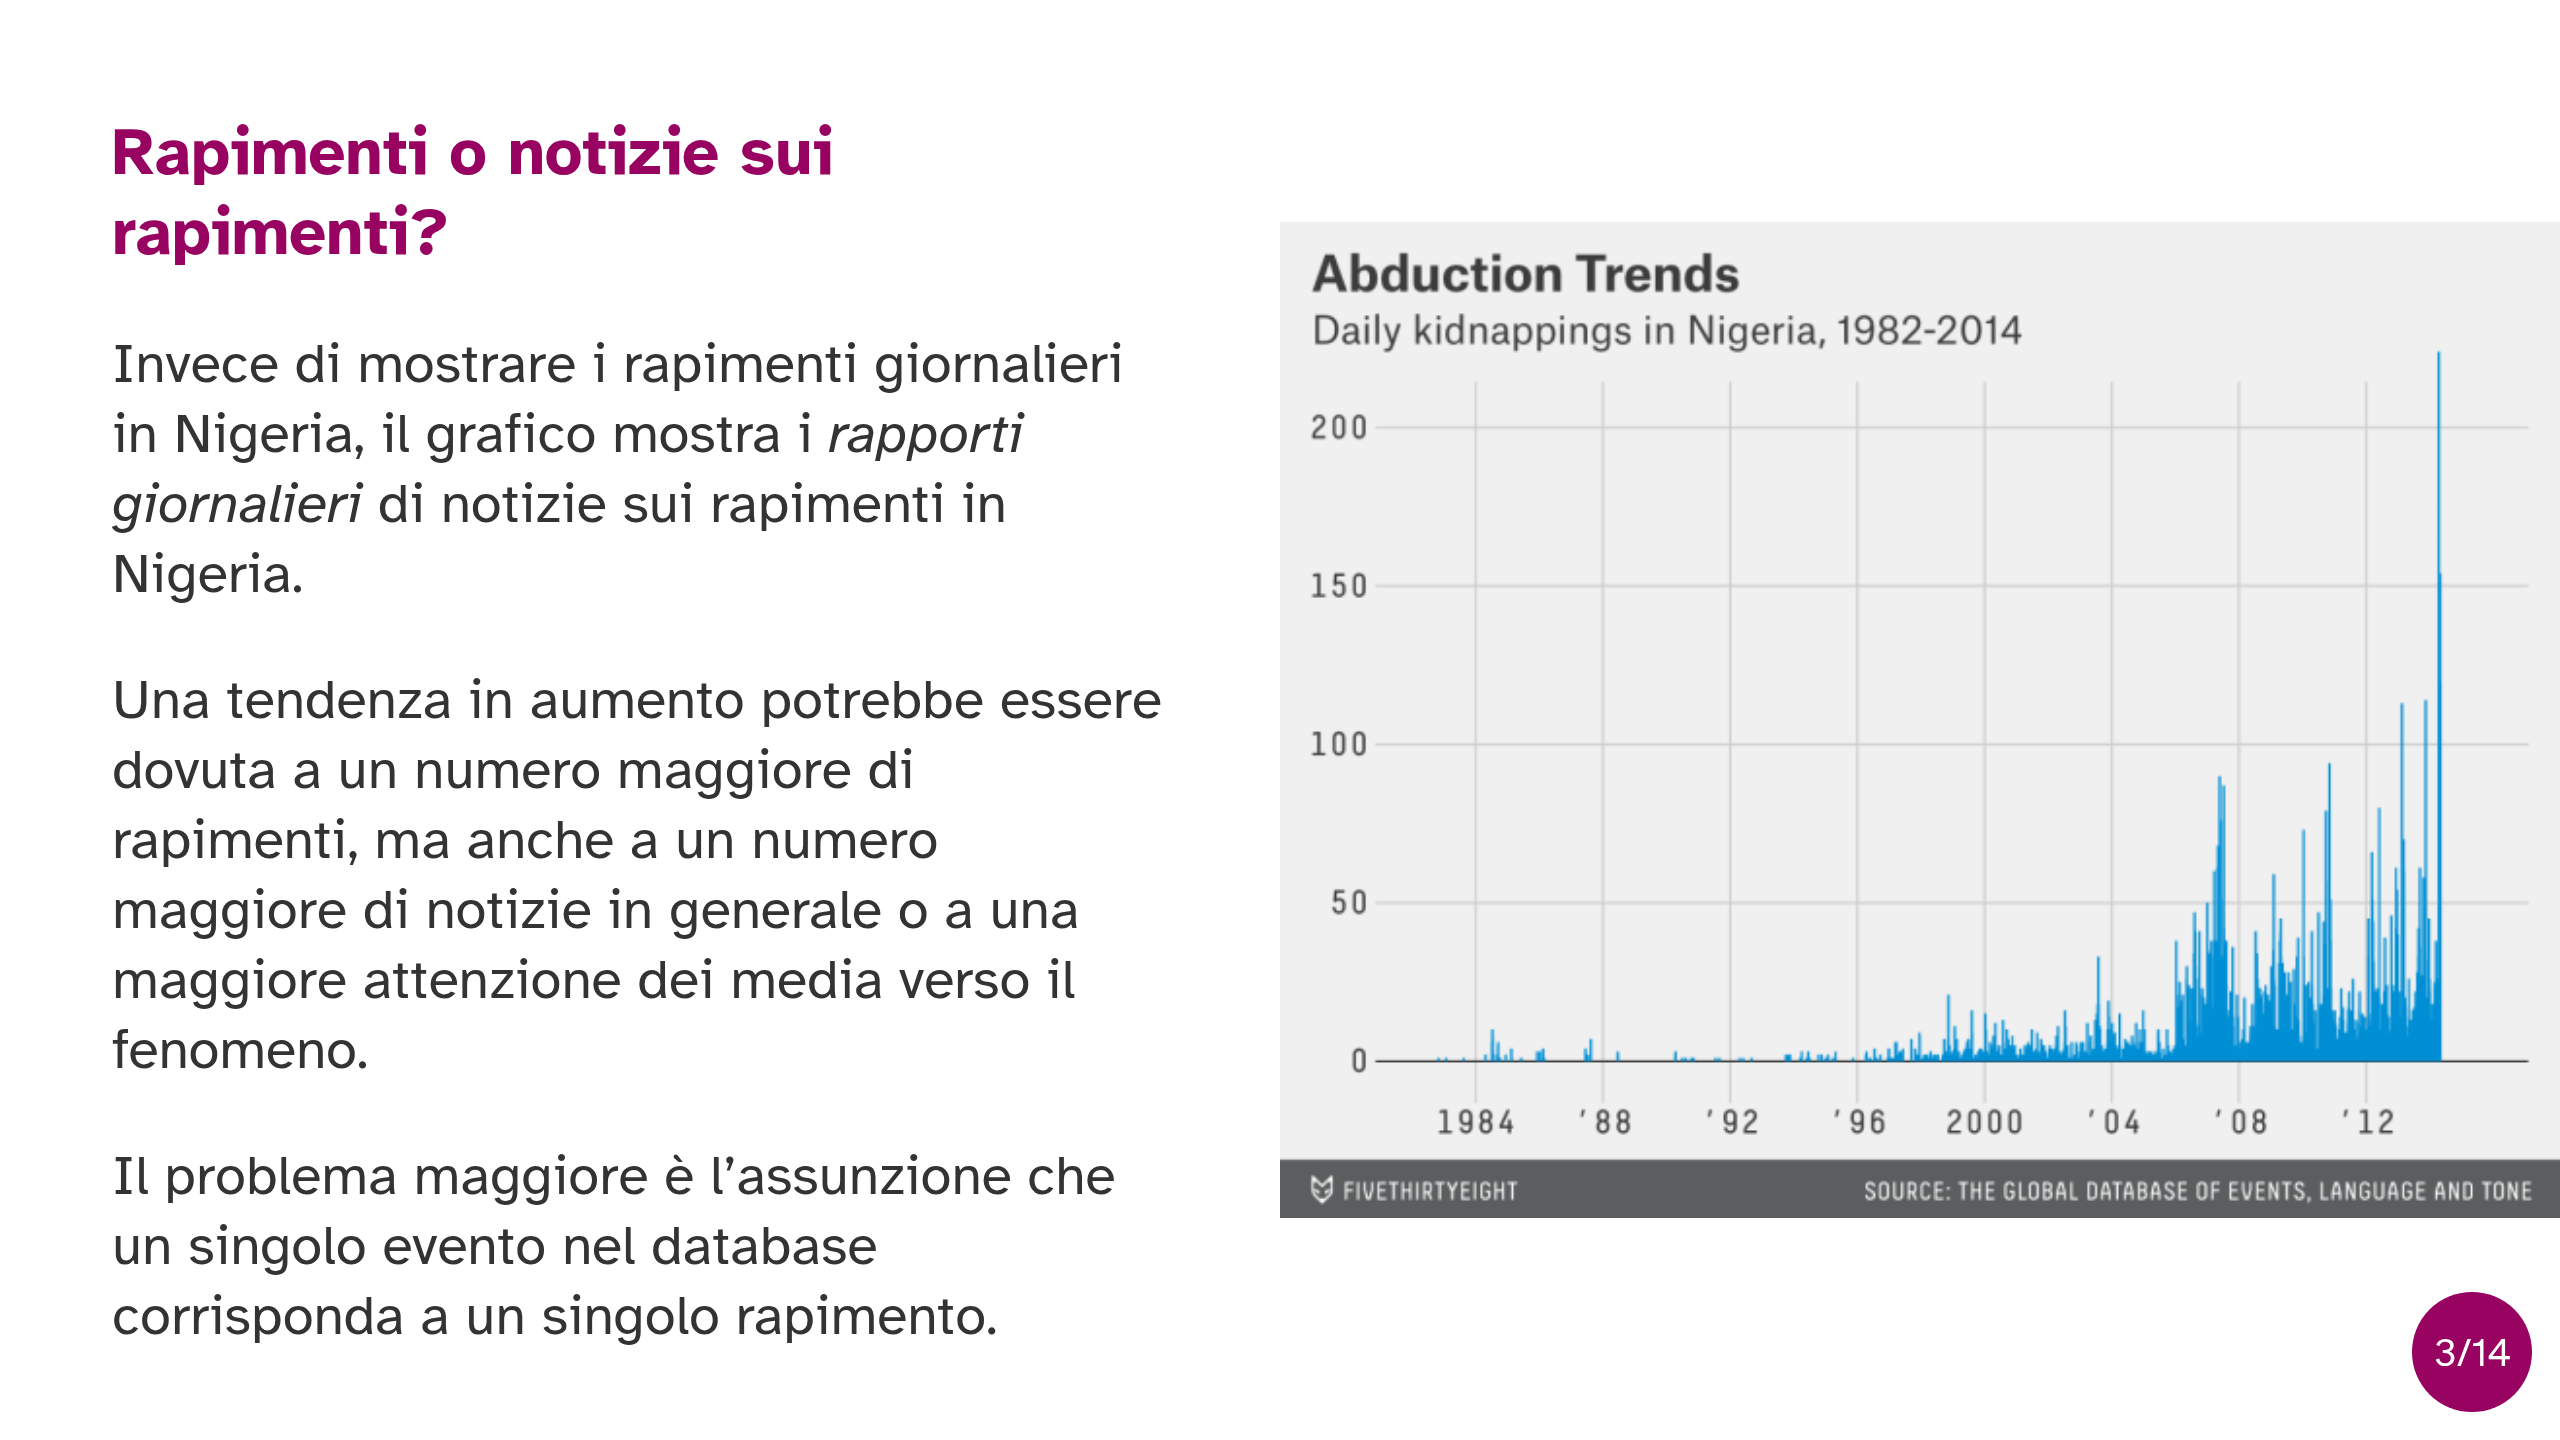 Rapimenti o notizie sui
rapimenti?
Invece di mostrare i rapimenti giornalieri
in Nigeria, il grafico mostra i rapporti
giornalieri di notizie sui rapimenti in
Nigeria.
Una tendenza in aumento potrebbe essere
dovuta a un numero maggiore di
rapimenti, ma anche a un numero
maggiore di notizie in generale o a una
maggiore attenzione dei media verso il
fenomeno.
Il problema maggiore è l’assunzione che
un singolo evento nel database
corrisponda a un singolo rapimento.
Abduction Trends
Daily kidnappings in Nigeria, 1982-2014
200
150
100
50
0
1984 ’88 ’92 ’96 2000 ’04 ’08 ’12
FIVETHIRTYEIGHT SOURCE: THE GLOBAL DATABASE OF EVENTS, LANGUAGE AND TONE
3/14